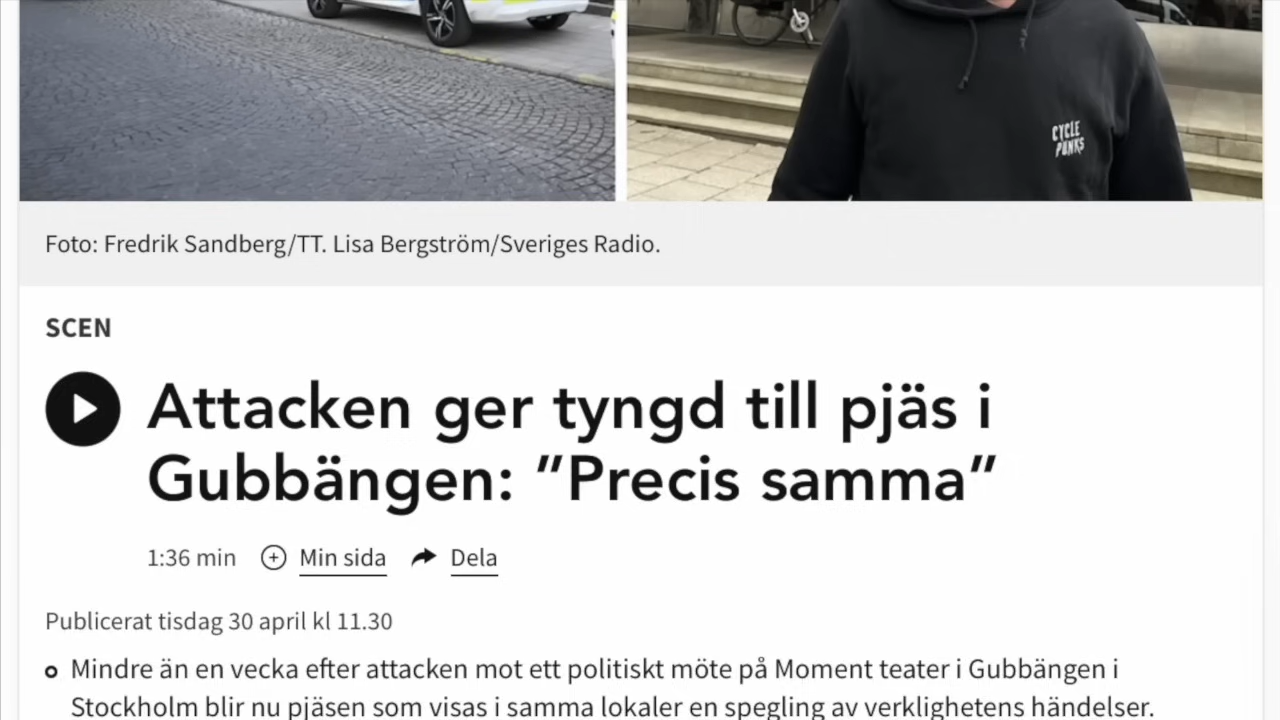 CYCLE
PUNKS
Foto: Fredrik Sandberg/TT. Lisa Bergström/Sveriges Radio.
SCEN
Attacken ger tyngd till pjäs i
Gubbängen: ”Precis samma”
1:36 min Min sida Dela
Publicerat tisdag 30 april kl 11.30
Mindre än en vecka efter attacken mot ett politiskt möte på Moment teater i Gubbängen i
Stockholm blir nu pjäsen som visas i samma lokaler en spegling av verklighetens händelser.